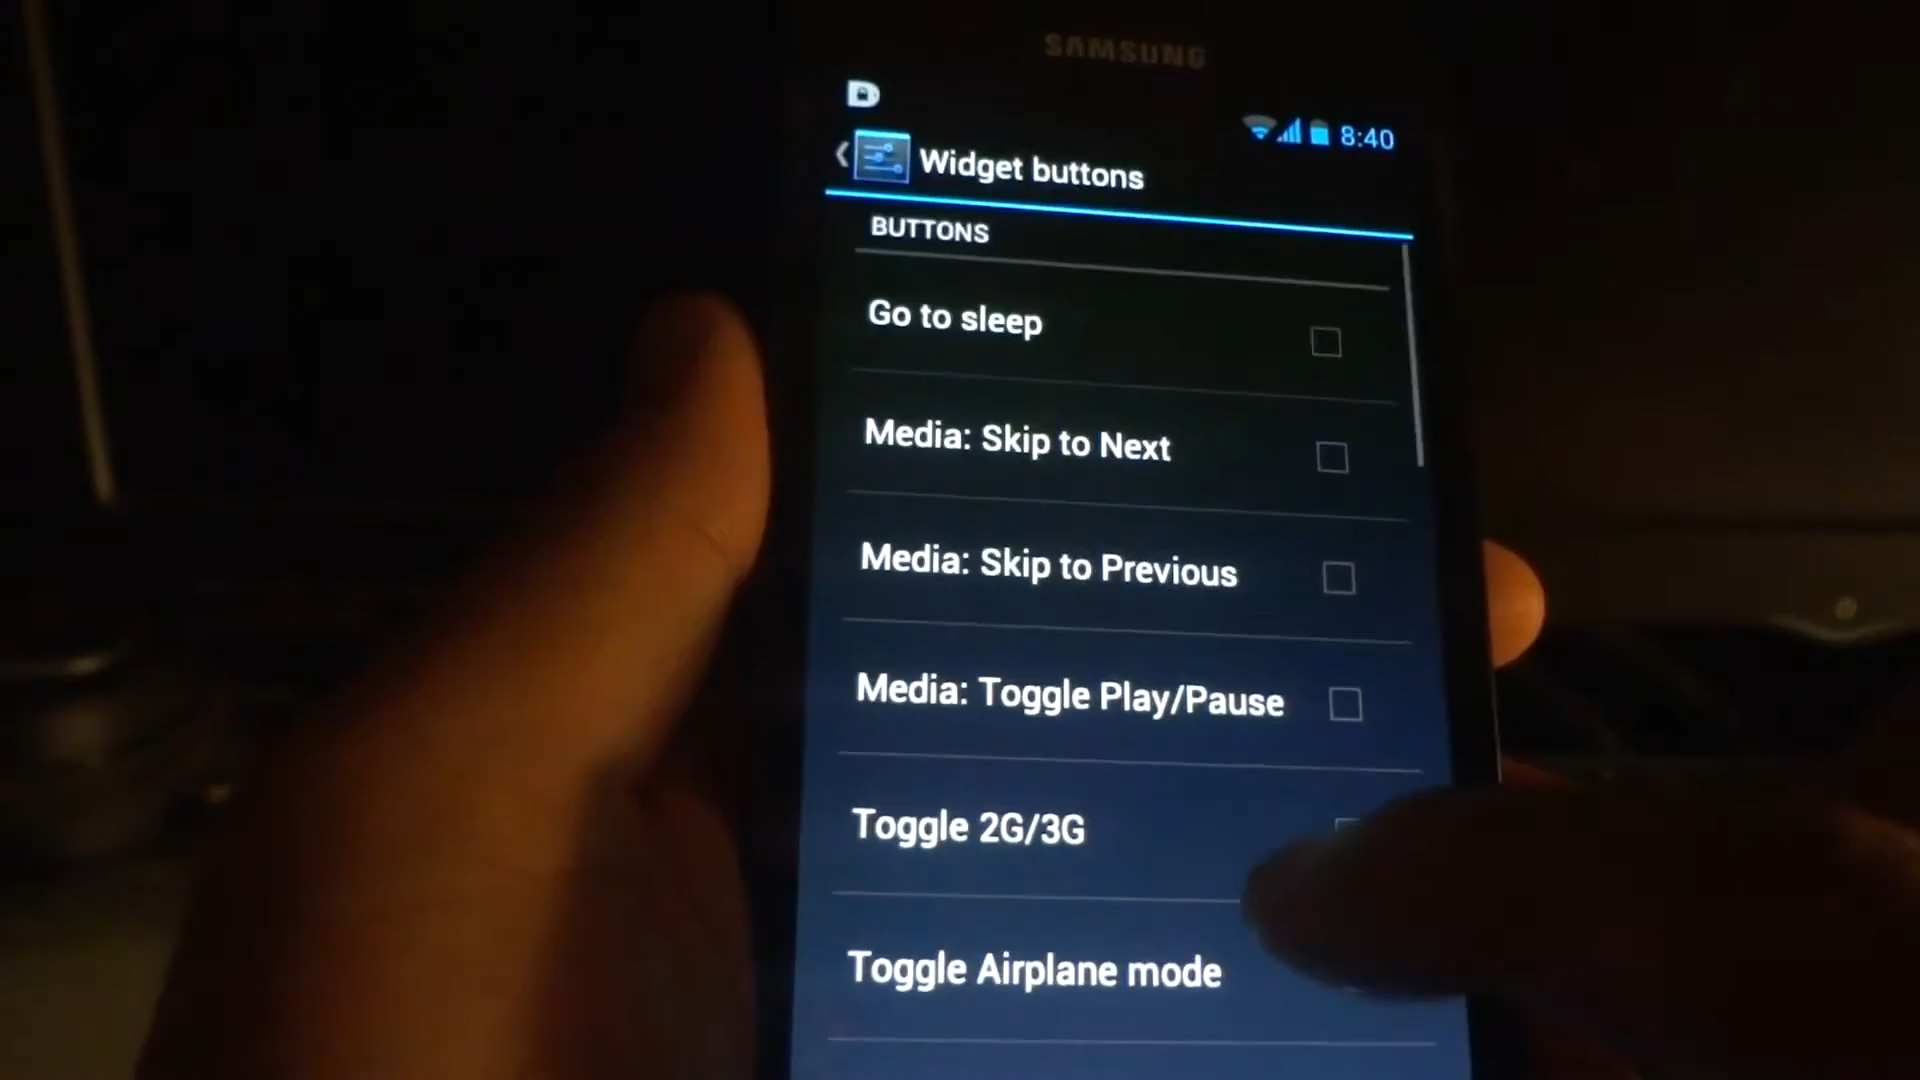 SAMSUNG
8:40
Widget buttons
BUTTONS
Go to sleep
Media: Skip to Next
Media: Skip to Previous
Media: Toggle Play/Pause
Toggle 2G/3G
Toggle Airplane mode